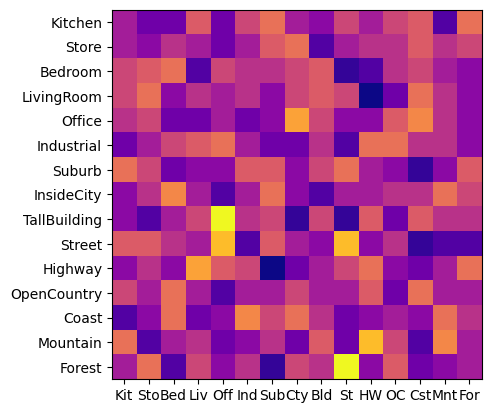 Kitchen
Store
Bedroom
LivingRoom
Office
Industrial
Suburb
InsideCity
TallBuilding
Street
Highway
OpenCountry
Coast
Mountain
Forest
Kit Sto Bed Liv Off Ind Sub Cty Bld St HW OC Cst Mnt For